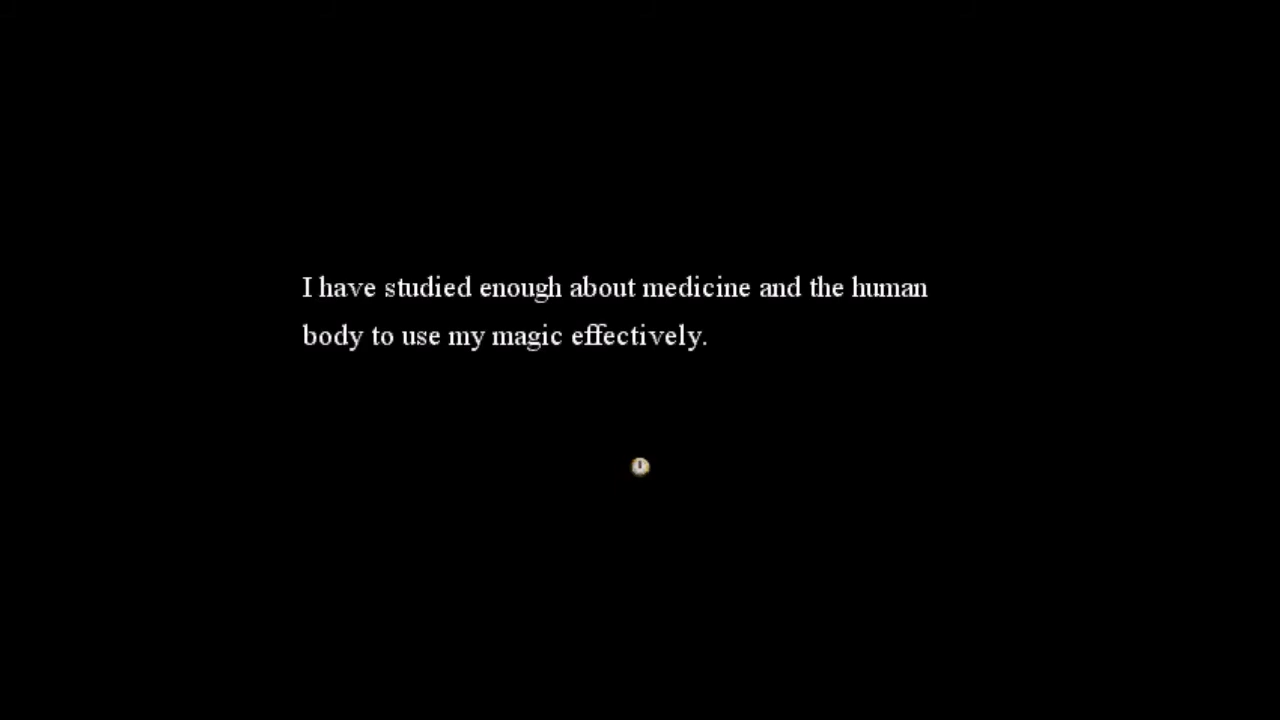 I have studied enough about medicine and the human
body to use my magic effectively.